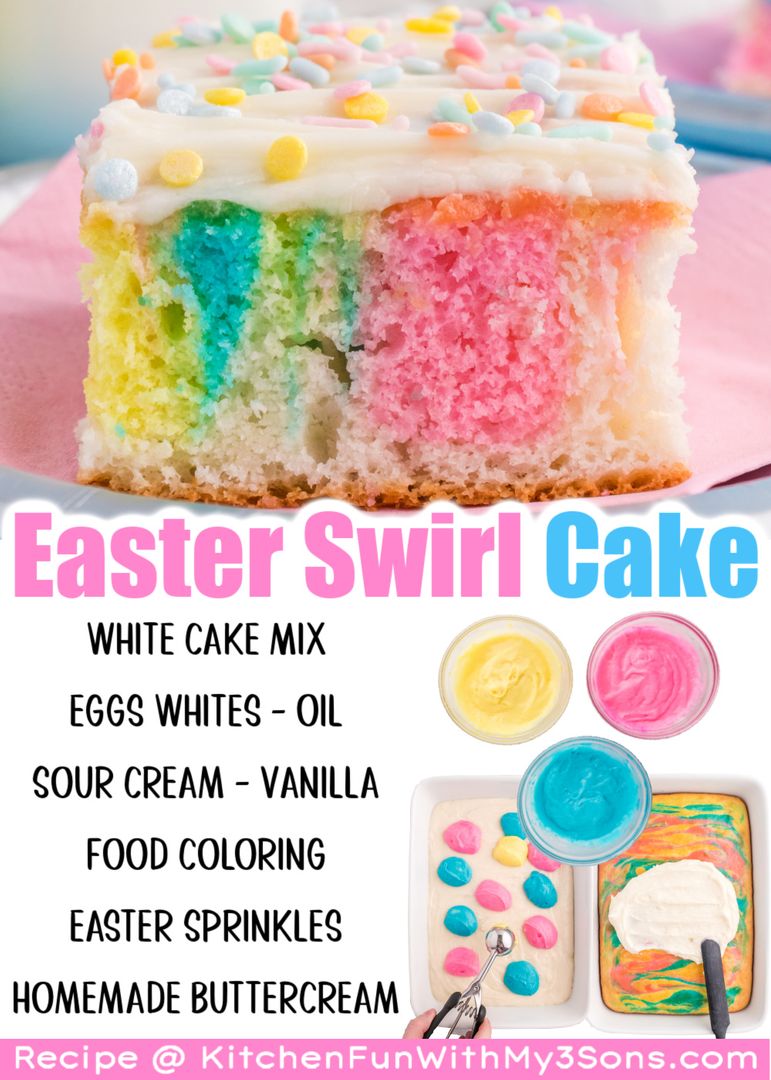 Easter Swirl Cake
WHITE CAKE MIX
EGGS WHITES - OIL
SOUR CREAM - VANILLA
FOOD COLORING
EASTER SPRINKLES
HOMEMADE BUTTERCREAM
Recipe @ KitchenFunWithMy3Sons.com